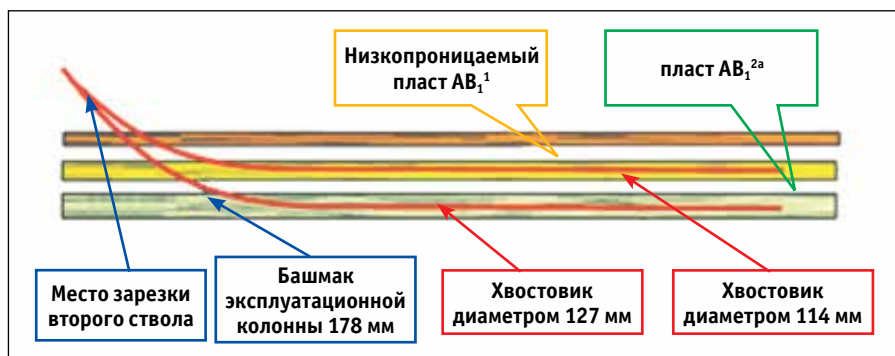 Низкопроницаемый
пласт АВ₁¹
пласт АВ₁²ᵃ
Место зарезки
второго ствола
Башмак
эксплуатационной
колонны 178 мм
Хвостовик
диаметром 127 мм
Хвостовик
диаметром 114 мм